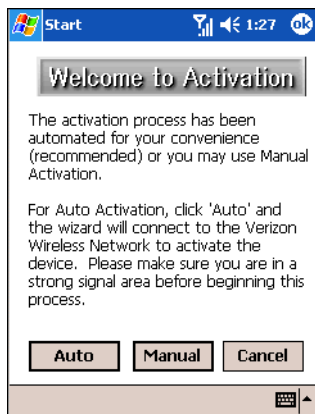 Start 1:27 ok
Welcome to Activation
The activation process has been
automated for your convenience
(recommended) or you may use Manual
Activation.
For Auto Activation, click 'Auto' and
the wizard will connect to the Verizon
Wireless Network to activate the
device. Please make sure you are in a
strong signal area before beginning this
process.
Auto Manual Cancel